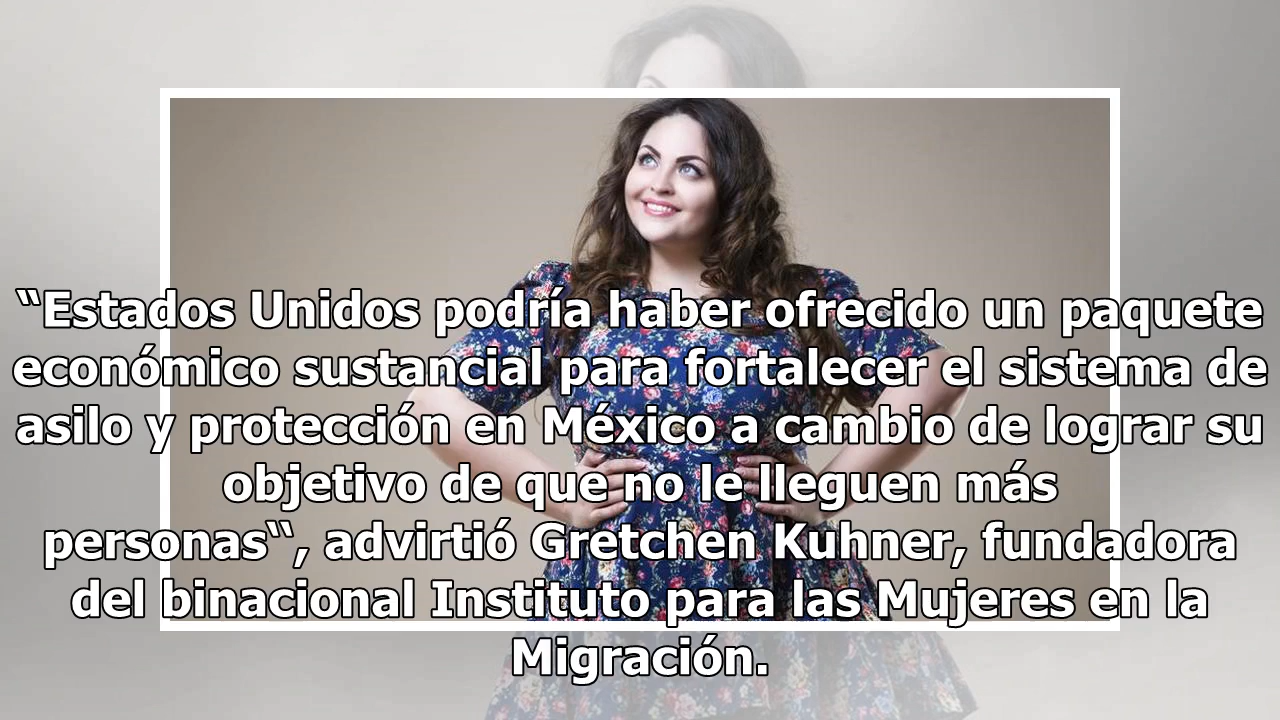 “Estados Unidos podría haber ofrecido un paquete
económico sustancial para fortalecer el sistema de
asilo y protección en México a cambio de lograr su
objetivo de que no le lleguen más
personas“, advirtió Gretchen Kuhner, fundadora
del binacional Instituto para las Mujeres en la
Migración.